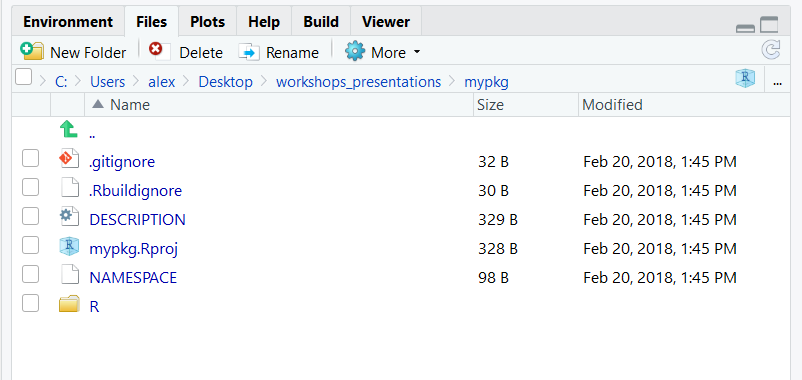 Environment Files Plots Help Build Viewer
New Folder Delete Rename More
C: Users alex Desktop workshops_presentations mypkg R ...
Name Size Modified
..
.gitignore 32 B Feb 20, 2018, 1:45 PM
.Rbuildignore 30 B Feb 20, 2018, 1:45 PM
DESCRIPTION 329 B Feb 20, 2018, 1:45 PM
R mypkg.Rproj 328 B Feb 20, 2018, 1:45 PM
NAMESPACE 98 B Feb 20, 2018, 1:45 PM
R